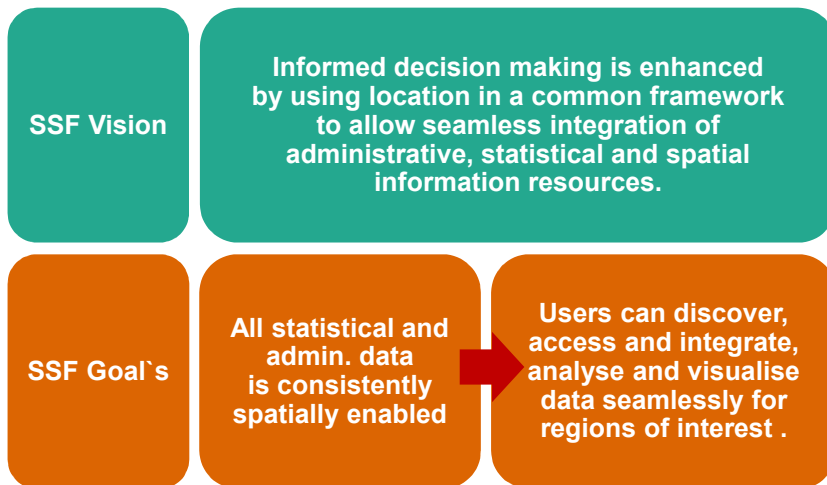 SSF Vision
Informed decision making is enhanced
by using location in a common framework
to allow seamless integration of
administrative, statistical and spatial
information resources.
SSF Goal`s
All statistical and
admin. data
is consistently
spatially enabled
Users can discover,
access and integrate,
analyse and visualise
data seamlessly for
regions of interest .